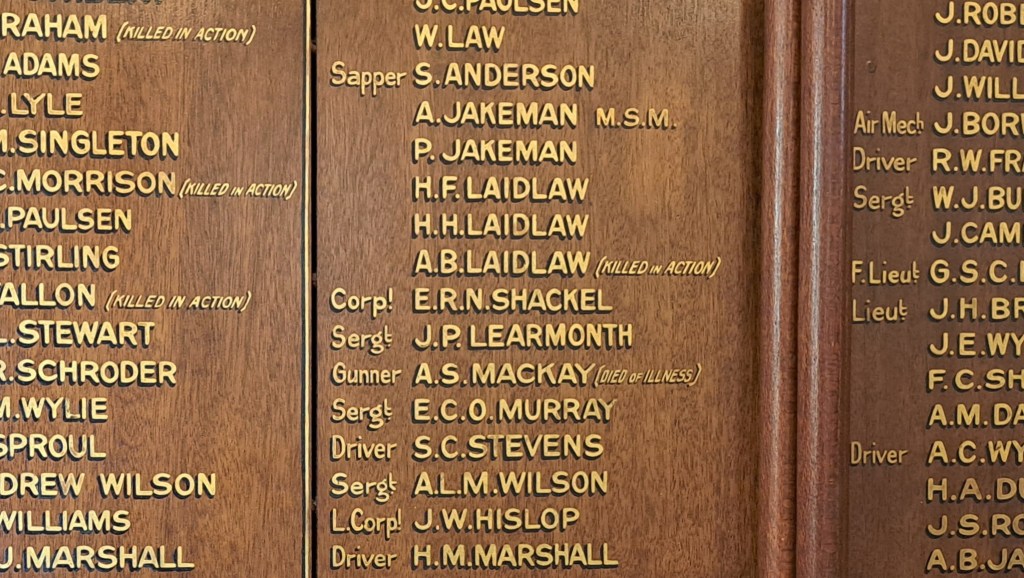 RAHAM (KILLED IN ACTION)
ADAMS
LYLE
M.SINGLETON
C.MORRISON (KILLED IN ACTION)
.PAULSEN
STIRLING
ALLON (KILLED IN ACTION)
L.STEWART
R.SCHRODER
M.WYLIE
SPROUL
DREW WILSON
WILLIAMS
J.MARSHALL
J.C.PAULSEN
W.LAW
Sapper S.ANDERSON
A.JAKEMAN M.S.M.
P.JAKEMAN
H.F.LAIDLAW
H.H.LAIDLAW
A.B.LAIDLAW (KILLED IN ACTION)
Corpl E.R.N.SHACKEL
Sergt J.P.LEARMONTH
Gunner A.S.MACKAY (DIED OF ILLNESS)
Sergt E.C.O.MURRAY
Driver S.C.STEVENS
Sergt A.L.M.WILSON
L.Corpl J.W.HISLOP
Driver H.M.MARSHALL
J.ROB
J.DAVID
J.WILL
Air Mech J.BOR
Driver R.W.FRA
Sergt W.J.BU
J.CAM
F.Lieut G.S.C.
Lieut J.H.BR
J.E.WY
F.C.SH
A.M.DA
Driver A.C.WY
H.A.DU
J.S.RO
A.B.JA